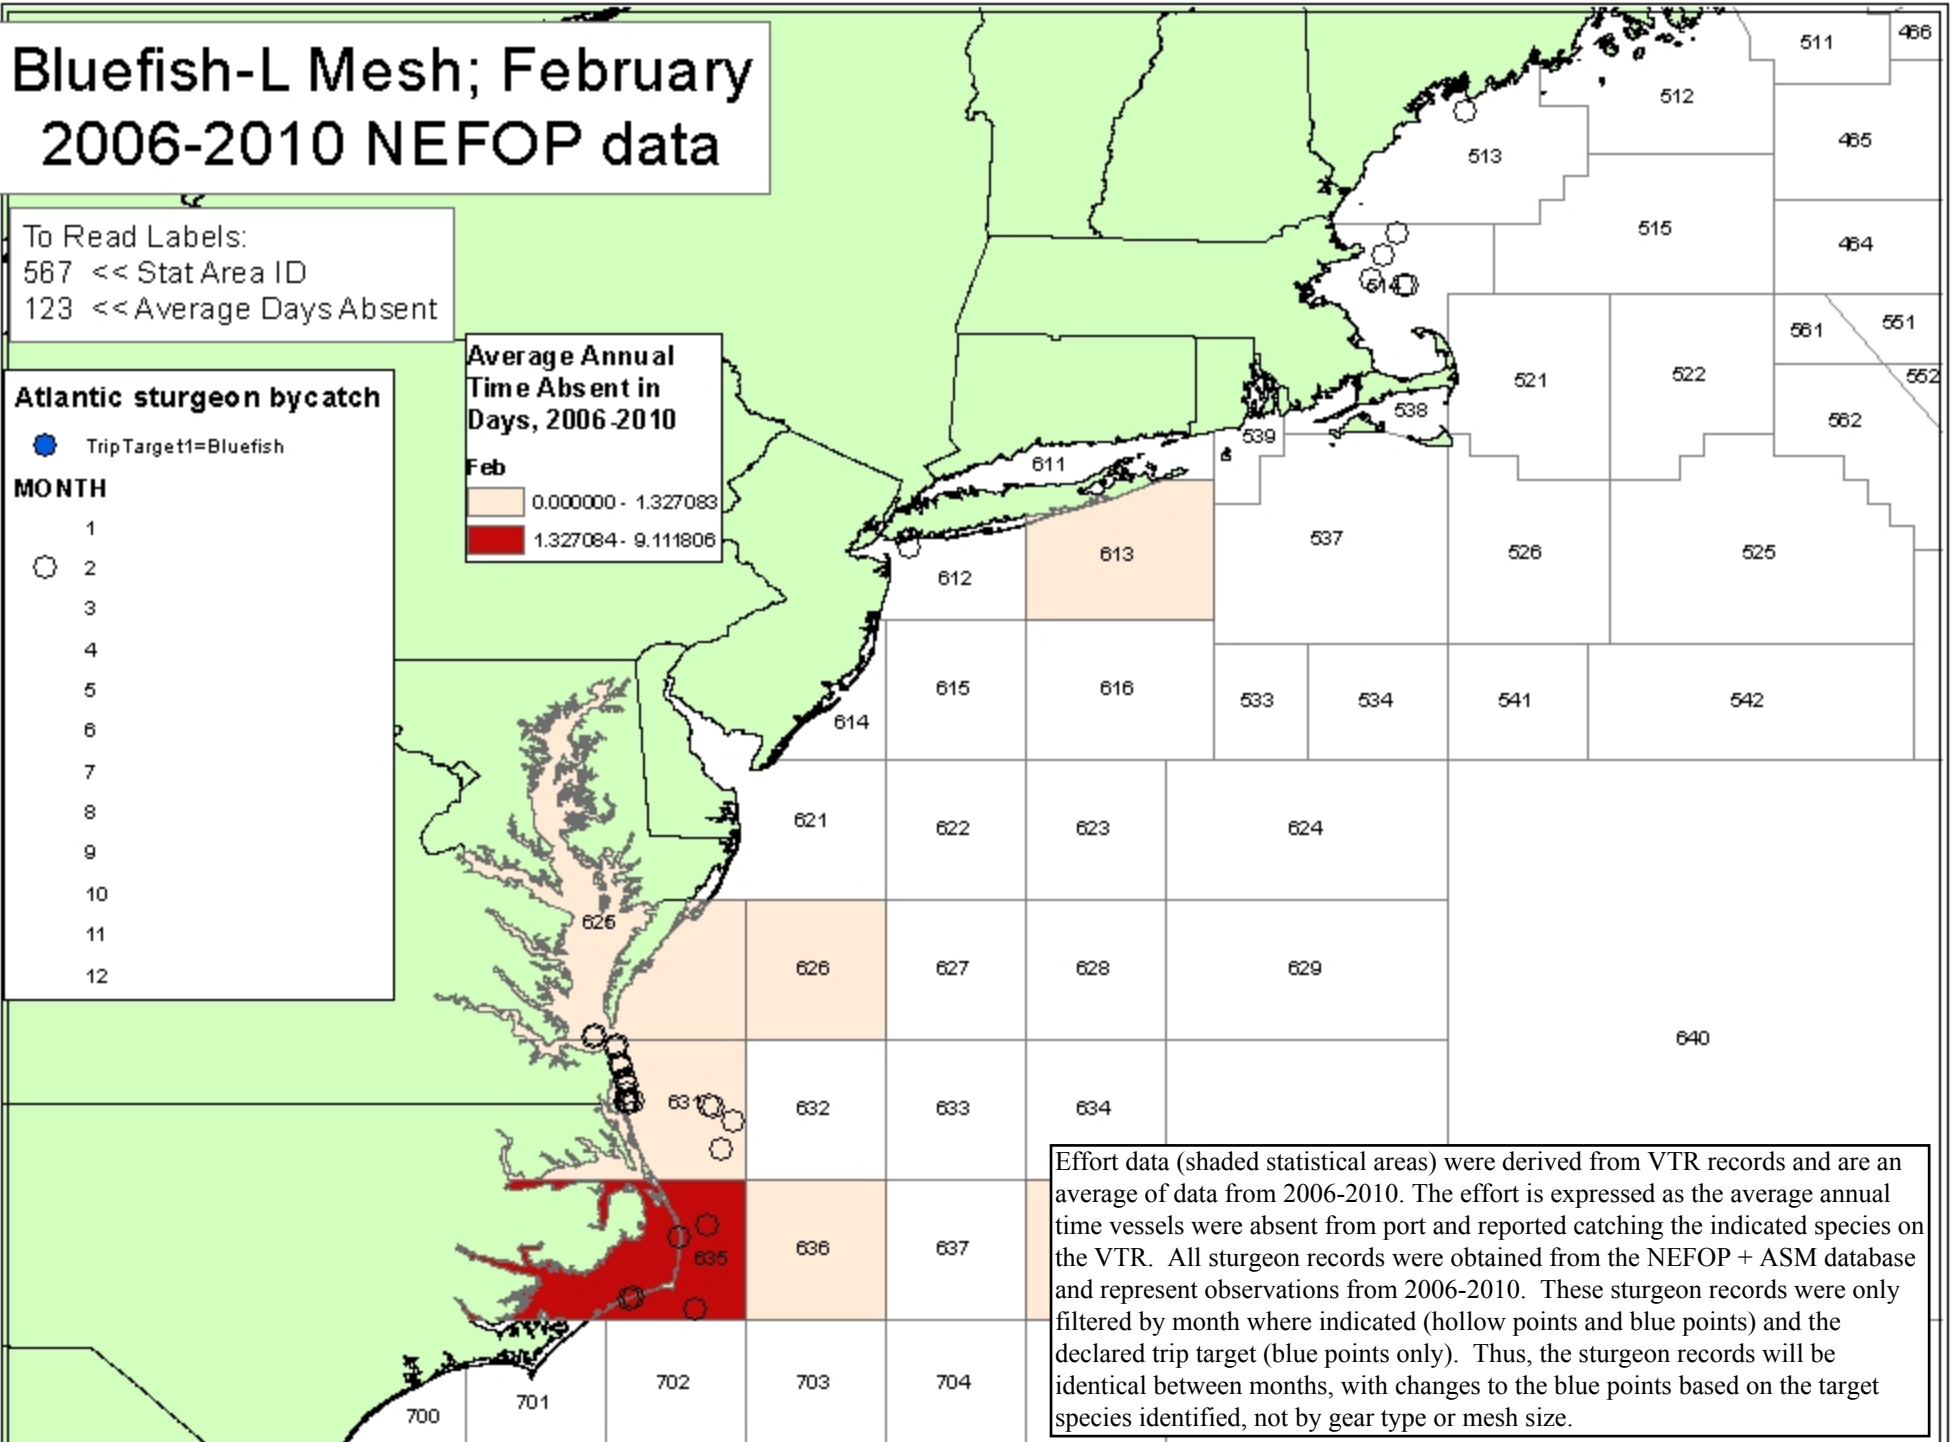 Bluefish-L Mesh; February
2006-2010 NEFOP data
To Read Labels:
567 << Stat Area ID
123 << Average Days Absent
Atlantic sturgeon bycatch
TripTarget1=Bluefish
MONTH
1
2
3
4
5
6
7
8
9
10
11
12
Average Annual
Time Absent in
Days, 2006-2010
Feb
0.000000 - 1.327083
1.327084 - 9.111806
511
466
512
465
513
515
464
514
561
551
552
521
522
562
538
539
611
613
537
526
525
612
615
616
614
533
534
541
542
621
622
623
624
625
626
627
628
629
640
631
632
633
634
635
636
637
700
701
702
703
704
Effort data (shaded statistical areas) were derived from VTR records and are an
average of data from 2006-2010. The effort is expressed as the average annual
time vessels were absent from port and reported catching the indicated species on
the VTR. All sturgeon records were obtained from the NEFOP + ASM database
and represent observations from 2006-2010. These sturgeon records were only
filtered by month where indicated (hollow points and blue points) and the
declared trip target (blue points only). Thus, the sturgeon records will be
identical between months, with changes to the blue points based on the target
species identified, not by gear type or mesh size.